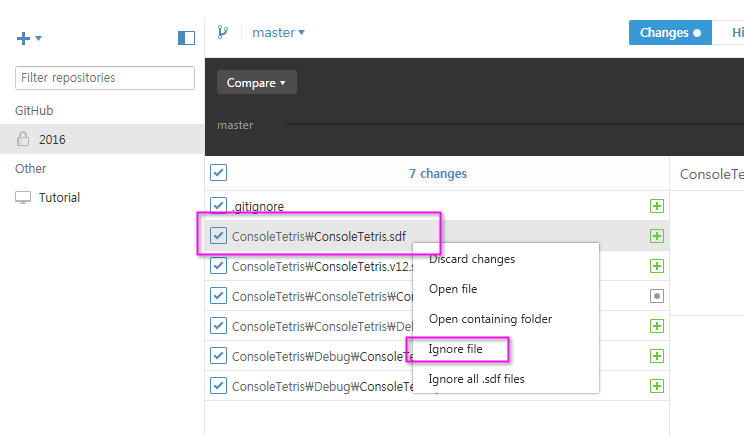 master
Changes
Hi
Filter repositories
Compare
GitHub
master
2016
Other
7 changes
ConsoleTe
Tutorial
.gitignore
ConsoleTetris₩ConsoleTetris.sdf
Discard changes
ConsoleTetris₩ConsoleTetris.v12.s
Open file
ConsoleTetris₩ConsoleTetris₩Co
Open containing folder
ConsoleTetris₩ConsoleTetris₩De
Ignore file
ConsoleTetris₩Debug₩ConsoleTe
Ignore all .sdf files
ConsoleTetris₩Debug₩ConsoleTe